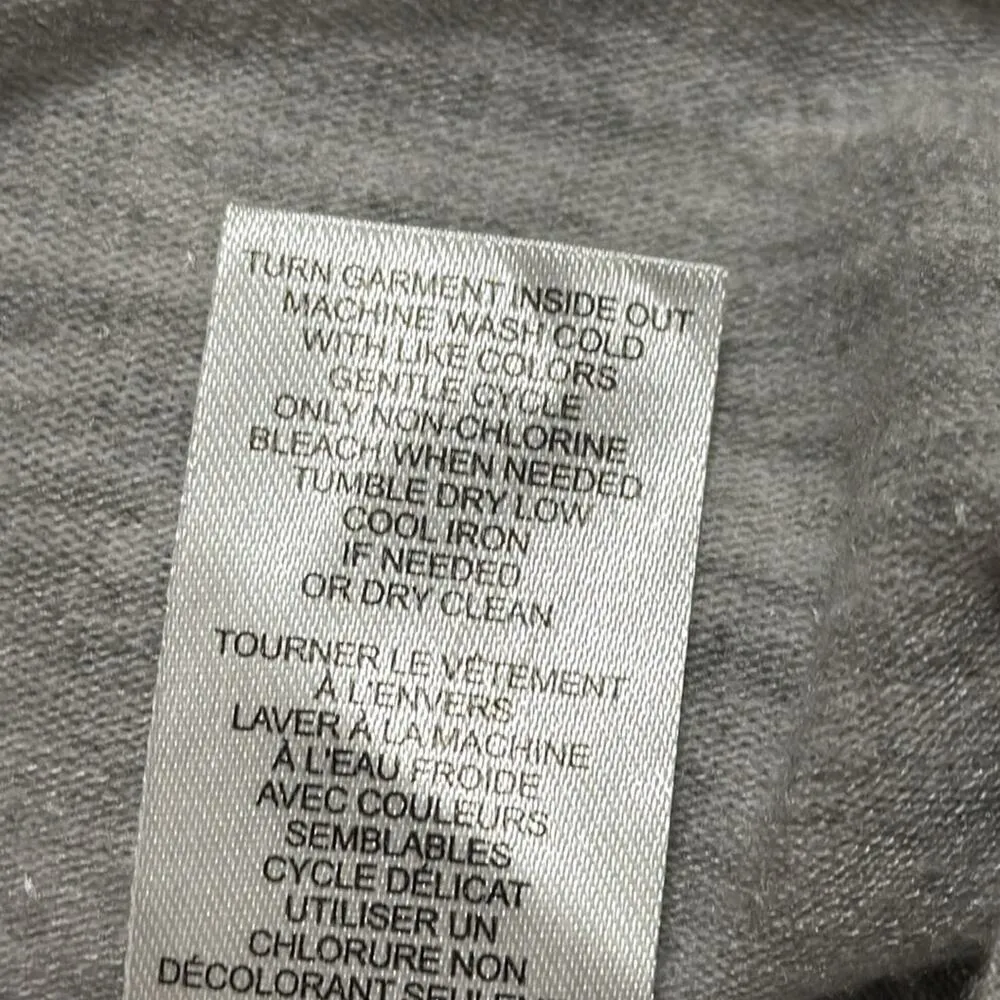 TURN GARMENT INSIDE OUT
MACHINE WASH COLD
WITH LIKE COLORS
GENTLE CYCLE
ONLY NON-CHLORINE
BLEACH WHEN NEEDED
TUMBLE DRY LOW
COOL IRON
IF NEEDED
OR DRY CLEAN
TOURNER LE VÊTEMENT
À L'ENVERS
LAVER À LA MACHINE
À L'EAU FROIDE
AVEC COULEURS
SEMBLABLES
CYCLE DÉLICAT
UTILISER UN
CHLORURE NON
DÉCOLORANT